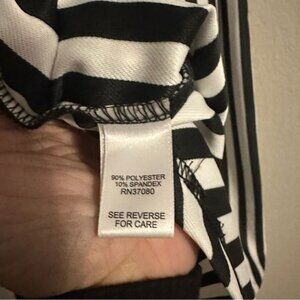 90% POLYESTER
10% SPANDEX
RN37080
SEE REVERSE
FOR CARE